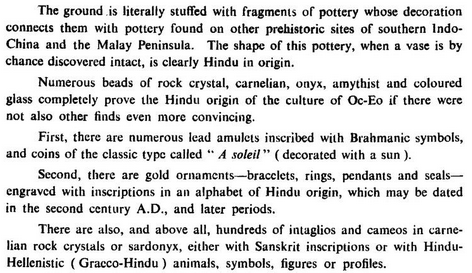 The ground is literally stuffed with fragments of pottery whose decoration
connects them with pottery found on other prehistoric sites of southern Indo-
China and the Malay Peninsula. The shape of this pottery, when a vase is by
chance discovered intact, is clearly Hindu in origin.
Numerous beads of rock crystal, carnelian, onyx, amythist and coloured
glass completely prove the Hindu origin of the culture of Oc-Eo if there were
not also other finds even more convincing.
First, there are numerous lead amulets inscribed with Brahmanic symbols,
and coins of the classic type called " A soleil " ( decorated with a sun ).
Second, there are gold ornaments—bracelets, rings, pendants and seals—
engraved with inscriptions in an alphabet of Hindu origin, which may be dated
in the second century A.D., and later periods.
There are also, and above all, hundreds of intaglios and cameos in carne-
lian rock crystals or sardonyx, either with Sanskrit inscriptions or with Hindu-
Hellenistic ( Graeco-Hindu ) animals, symbols, figures or profiles.